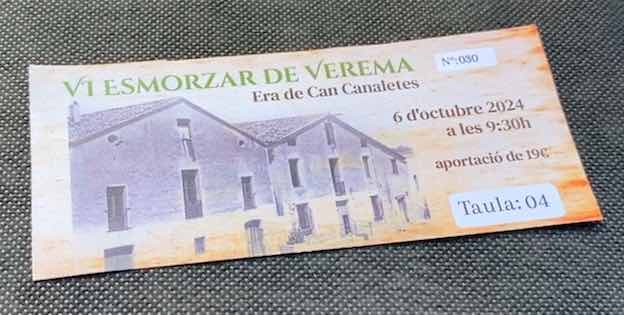 VI ESMORZAR DE VEREMA
Nº:030
Era de Can Canaletes
6 d'octubre 2024
a les 9:30h
aportació de 19€
Taula: 04